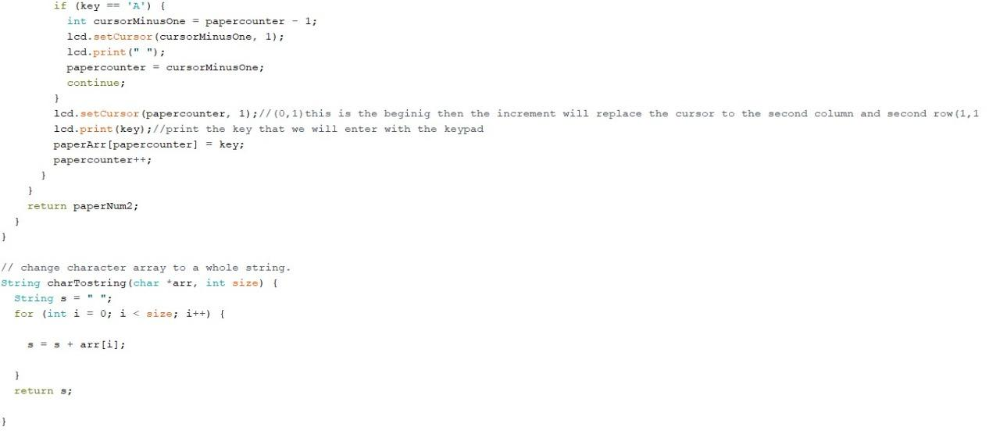 if (key == 'A') {
int cursorMinusOne = papercounter - 1;
lcd.setCursor(cursorMinusOne, 1);
lcd.print(" ");
papercounter = cursorMinusOne;
continue;
}
lcd.setCursor(papercounter, 1);//(0,1)this is the beginig then the increment will replace the cursor to the second column and second row(1,1
lcd.print(key);//print the key that we will enter with the keypad
paperArr[papercounter] = key;
papercounter++;
}
}
return paperNum2;
}
}
// change character array to a whole string.
String charTostring(char *arr, int size) {
String s = " ";
for (int i = 0; i < size; i++) {
s = s + arr[i];
}
return s;
}